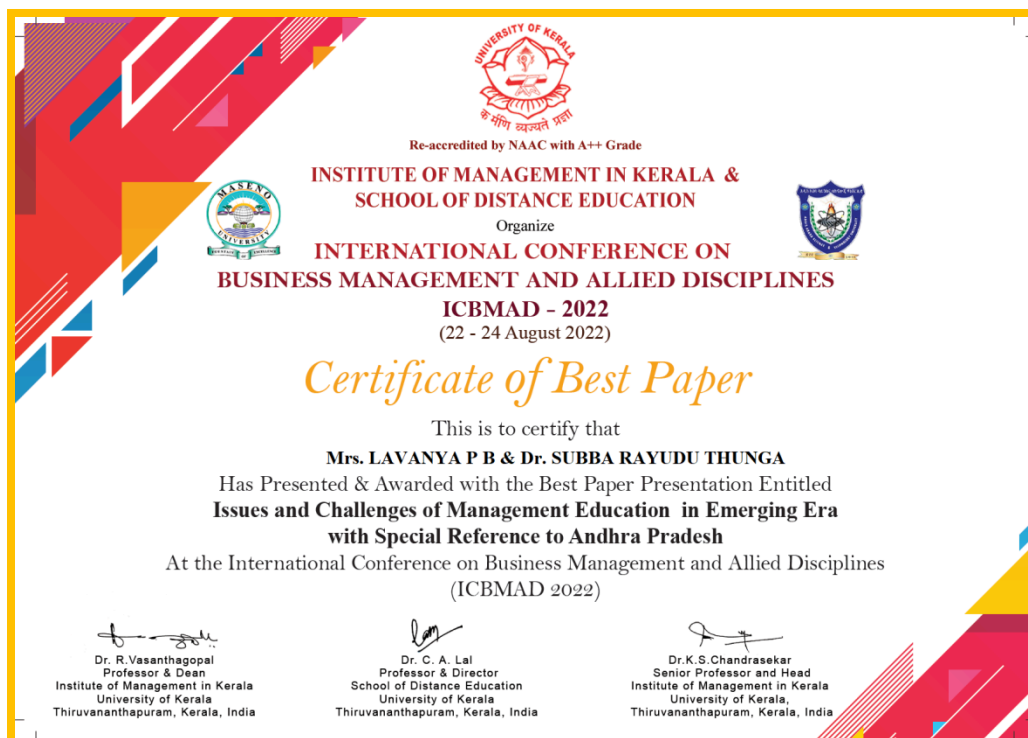 UNIVERSITY OF KERALA
कर्मणि व्यज्यते प्रज्ञा
Re-accredited by NAAC with A++ Grade
INSTITUTE OF MANAGEMENT IN KERALA &
SCHOOL OF DISTANCE EDUCATION
Organize
MASENO
UNIVERSITY
INTERNATIONAL CONFERENCE ON
BUSINESS MANAGEMENT AND ALLIED DISCIPLINES
ICBMAD - 2022
(22 - 24 August 2022)
Certificate of Best Paper
This is to certify that
Mrs. LAVANYA P B & Dr. SUBBA RAYUDU THUNGA
Has Presented & Awarded with the Best Paper Presentation Entitled
Issues and Challenges of Management Education in Emerging Era
with Special Reference to Andhra Pradesh
At the International Conference on Business Management and Allied Disciplines
(ICBMAD 2022)
Dr. R.Vasanthagopal
Professor & Dean
Institute of Management in Kerala
University of Kerala
Thiruvananthapuram, Kerala, India
Dr. C. A. Lal
Professor & Director
School of Distance Education
University of Kerala
Thiruvananthapuram, Kerala, India
Dr.K.S.Chandrasekar
Senior Professor and Head
Institute of Management in Kerala
University of Kerala,
Thiruvananthapuram, Kerala, India